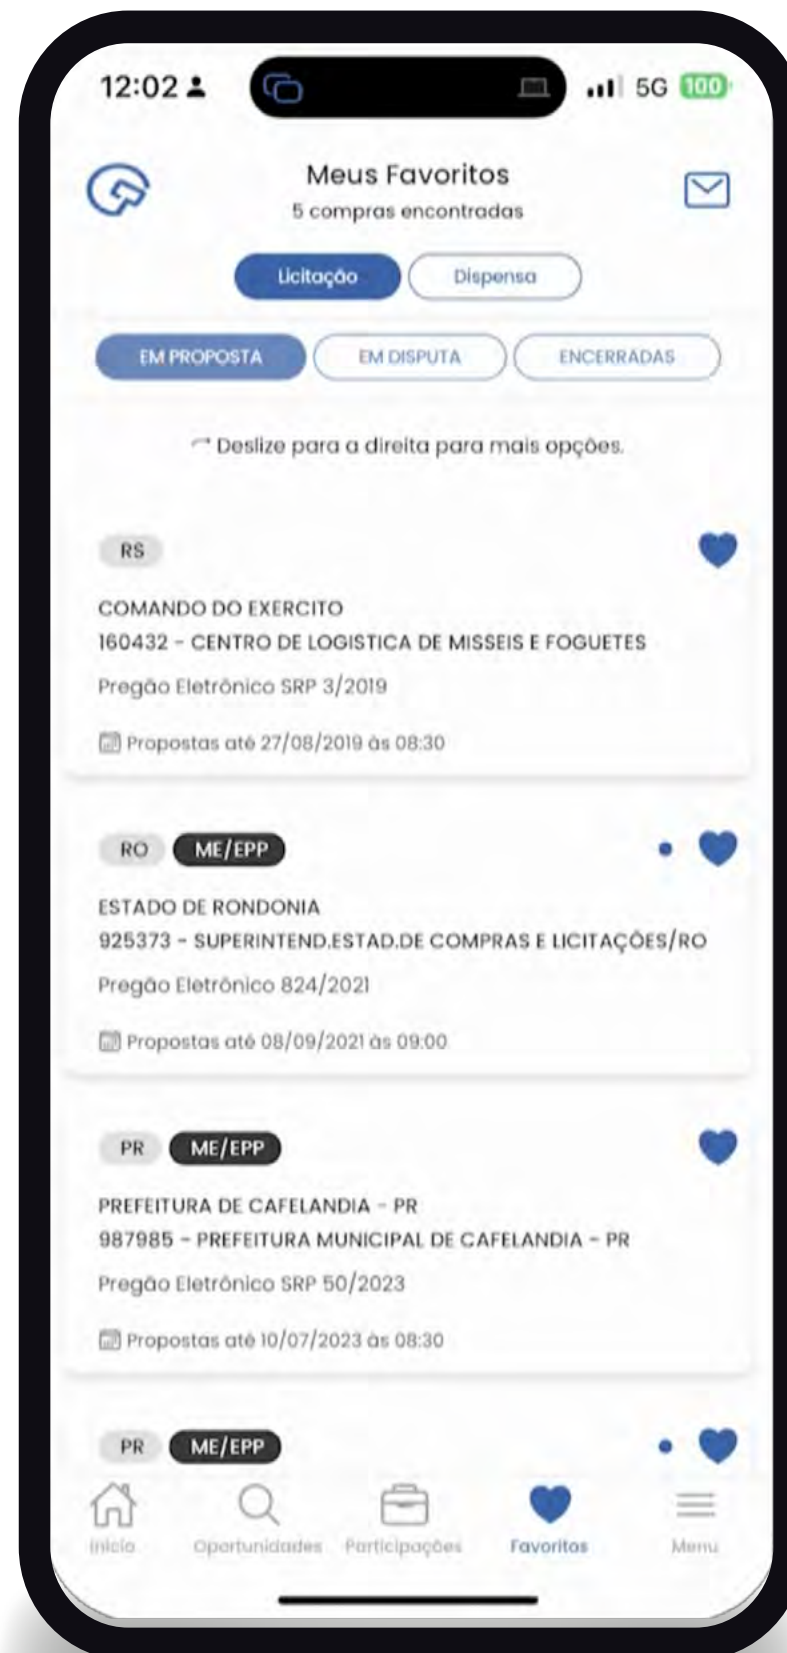 12:02
5G 100
Meus Favoritos
5 compras encontradas
Licitação Dispensa
EM PROPOSTA EM DISPUTA ENCERRADAS
Deslize para a direita para mais opções.
RS
COMANDO DO EXERCITO
160432 - CENTRO DE LOGISTICA DE MISSEIS E FOGUETES
Pregão Eletrônico SRP 3/2019
Propostas até 27/08/2019 às 08:30
RO ME/EPP
ESTADO DE RONDONIA
925373 - SUPERINTEND.ESTAD.DE COMPRAS E LICITAÇÕES/RO
Pregão Eletrônico 824/2021
Propostas até 08/09/2021 às 09:00
PR ME/EPP
PREFEITURA DE CAFELANDIA - PR
987985 - PREFEITURA MUNICIPAL DE CAFELANDIA - PR
Pregão Eletrônico SRP 50/2023
Propostas até 10/07/2023 às 08:30
PR ME/EPP
Início Oportunidades Participações Favoritos Menu